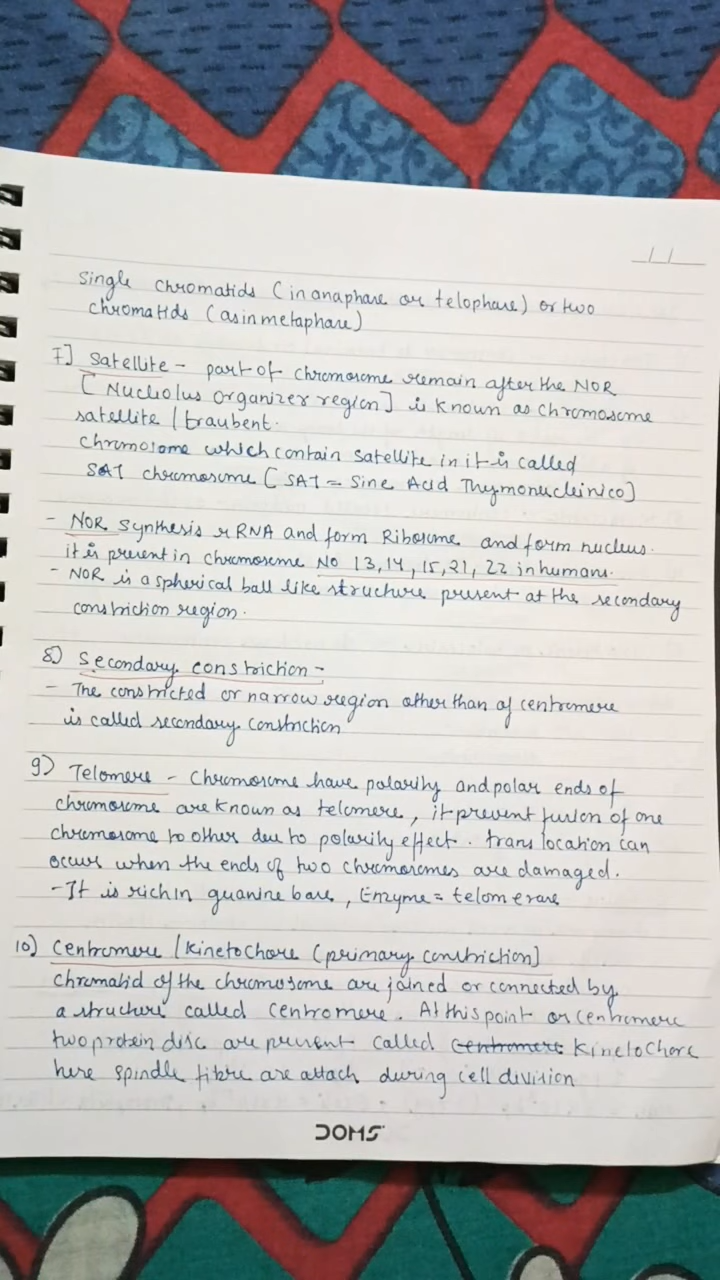 single chromatids (in anaphase or telophase) or two
chromatids (as in metaphase)
7] Satellite - part of chromosome remain after the NOR
[Nucliolus organizer region] is known as chromosome
satellite / traubent.
chromosome which contain satellite in it is called
SAT chromosome [SAT = Sine Acid Thymonucleinico]
- NOR synthesis rRNA and form Ribosome and form nucleus.
it is present in chromosome No 13,14,15,21,22 in humans.
- NOR is a spherical ball like structure present at the secondary
constriction region.
8) Secondary constriction -
- The constricted or narrow region other than of centromere
is called secondary constriction
9) Telomere - Chromosome have polarity and polar ends of
chromosome are known as telomere, it prevent fusion of one
chromosome to other due to polarity effect. translocation can
occur when the ends of two chromosomes are damaged.
- It is rich in guanine base, Enzyme = telomerase
10) Centromere / Kinetochore (primary constriction]
chromatid of the chromosome are joined or connected by
a structure called centromere. At this point or centromere
two protein disc are present called centromere Kinetochore
here spindle fibre are attach during cell division
DOMS